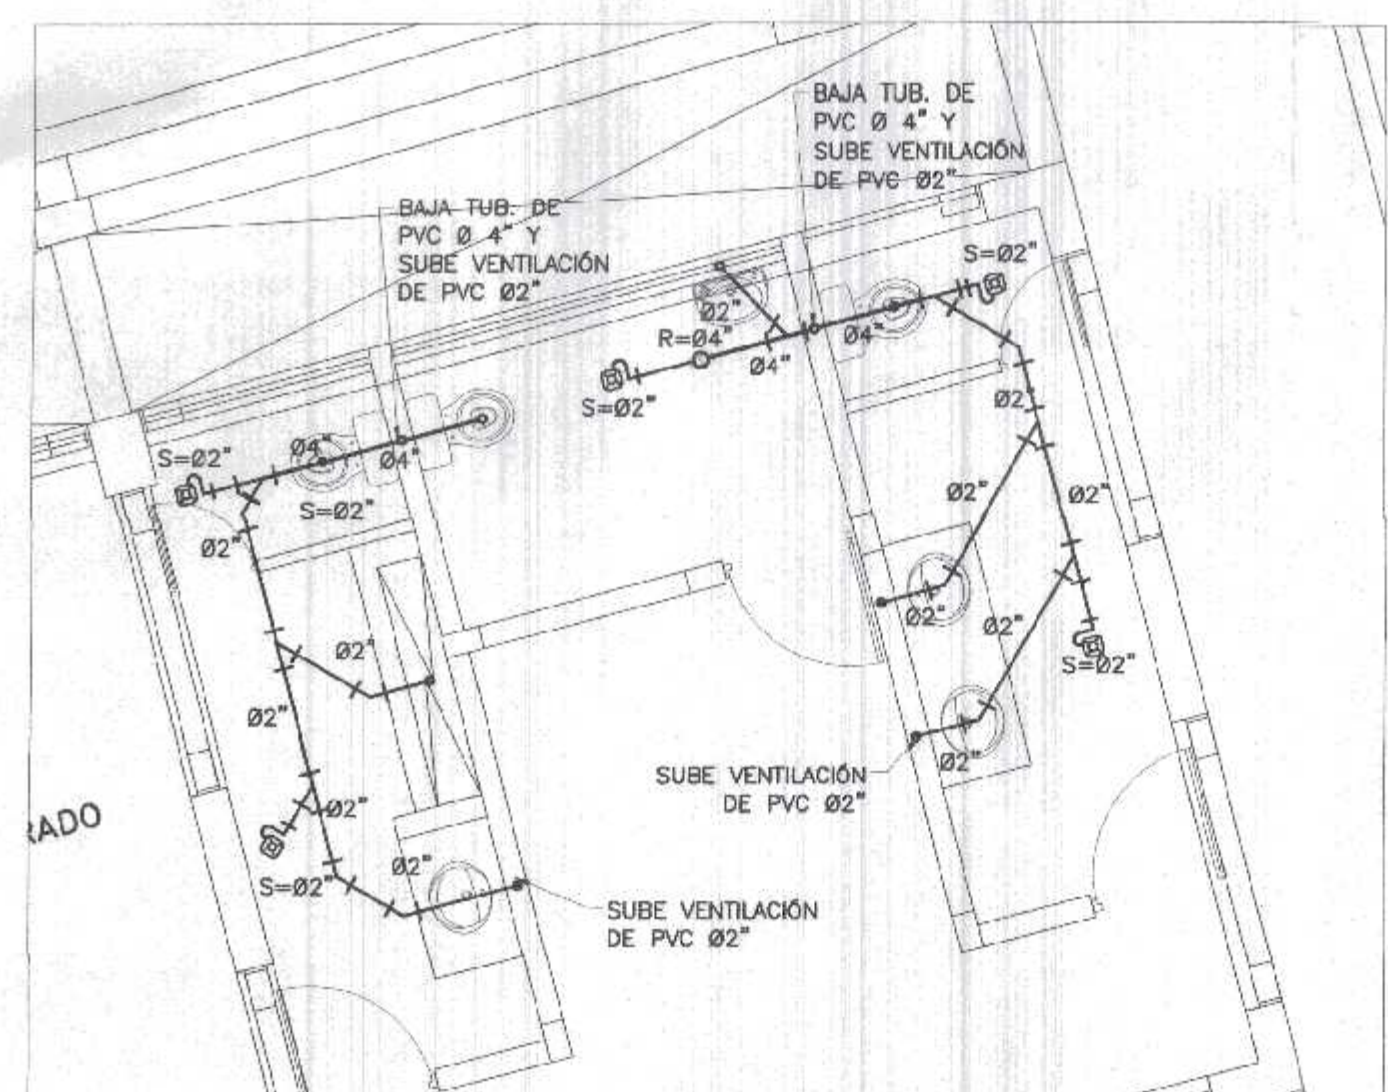 BAJA TUB. DE
PVC Ø 4" Y
SUBE VENTILACIÓN
DE PVC Ø2"
BAJA TUB. DE
PVC Ø 4" Y
SUBE VENTILACIÓN
DE PVC Ø2"
S=Ø2"
Ø2"
R=Ø4"
Ø4"
Ø4"
S=Ø2"
Ø2"
S=Ø2"
Ø4"
Ø4"
S=Ø2"
Ø2"
Ø2"
Ø2"
Ø2"
Ø2"
Ø2"
S=Ø2"
Ø2"
Ø2"
SUBE VENTILACIÓN
DE PVC Ø2"
RADO
Ø2"
S=Ø2"
Ø2"
SUBE VENTILACIÓN
DE PVC Ø2"